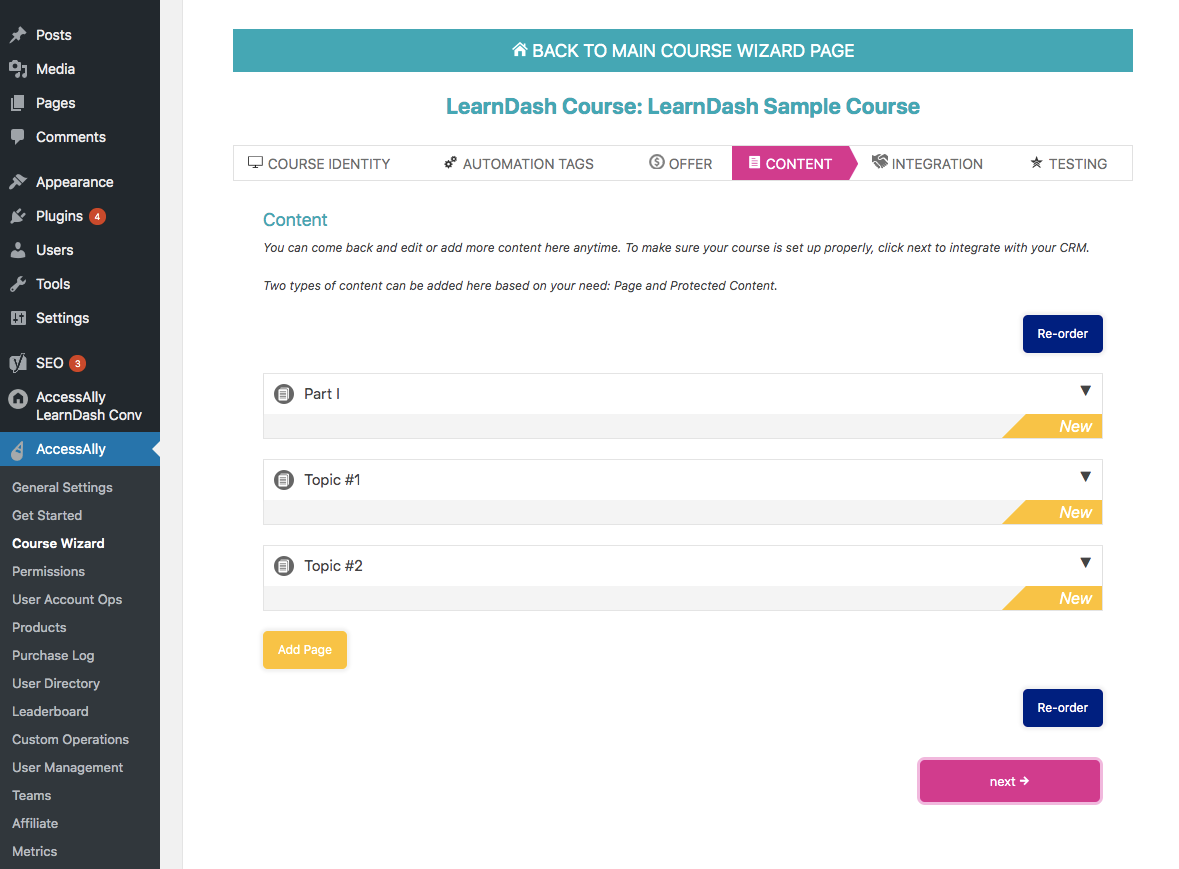 Posts
Media
Pages
Comments
Appearance
Plugins 4
Users
Tools
Settings
SEO 3
AccessAlly
LearnDash Conv
AccessAlly
General Settings
Get Started
Course Wizard
Permissions
User Account Ops
Products
Purchase Log
User Directory
Leaderboard
Custom Operations
User Management
Teams
Affiliate
Metrics
BACK TO MAIN COURSE WIZARD PAGE
LearnDash Course: LearnDash Sample Course
COURSE IDENTITY AUTOMATION TAGS OFFER CONTENT INTEGRATION TESTING
Content
You can come back and edit or add more content here anytime. To make sure your course is set up properly, click next to integrate with your CRM.
Two types of content can be added here based on your need: Page and Protected Content.
Re-order
Part I
New
Topic #1
New
Topic #2
New
Add Page
Re-order
next